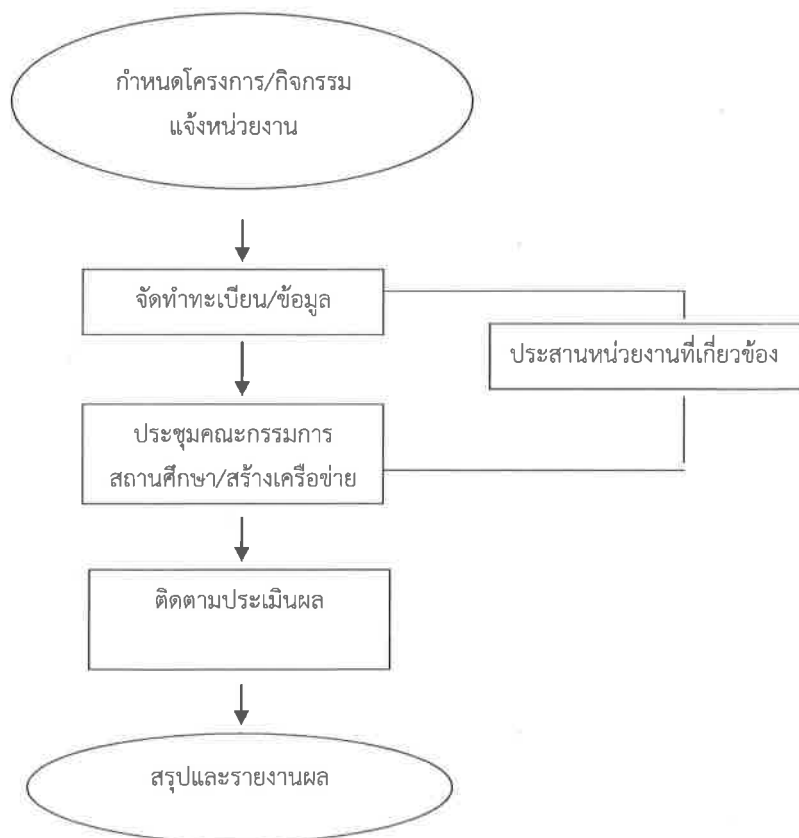 กำหนดโครงการ/กิจกรรม
แจ้งหน่วยงาน
จัดทำทะเบียน/ข้อมูล
ประสานหน่วยงานที่เกี่ยวข้อง
ประชุมคณะกรรมการ
สถานศึกษา/สร้างเครือข่าย
ติดตามประเมินผล
สรุปและรายงานผล